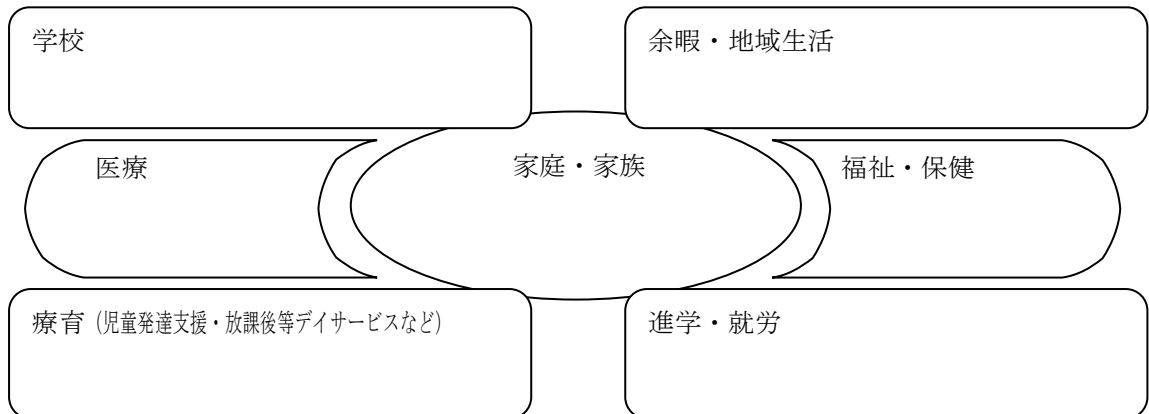 学校
余暇・地域生活
医療
家庭・家族
福祉・保健
療育（児童発達支援・放課後等デイサービスなど）
進学・就労